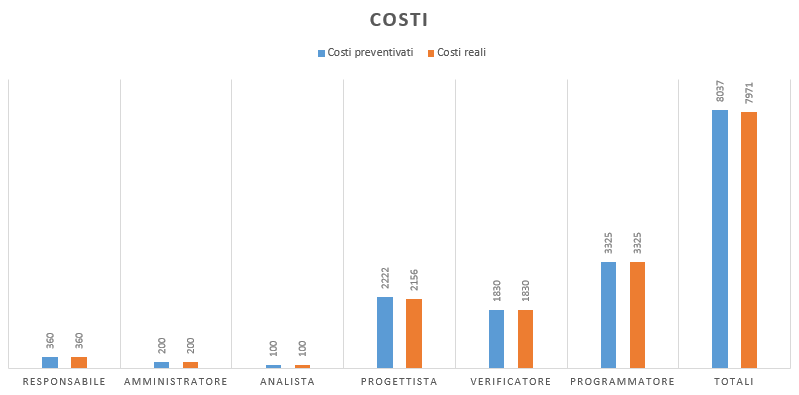 COSTI
Costi preventivati Costi reali
360 360 200 200 100 100 2222 2156 1830 1830 3325 3325 8037 7971
RESPONSABILE AMMINISTRATORE ANALISTA PROGETTISTA VERIFICATORE PROGRAMMATORE TOTALI